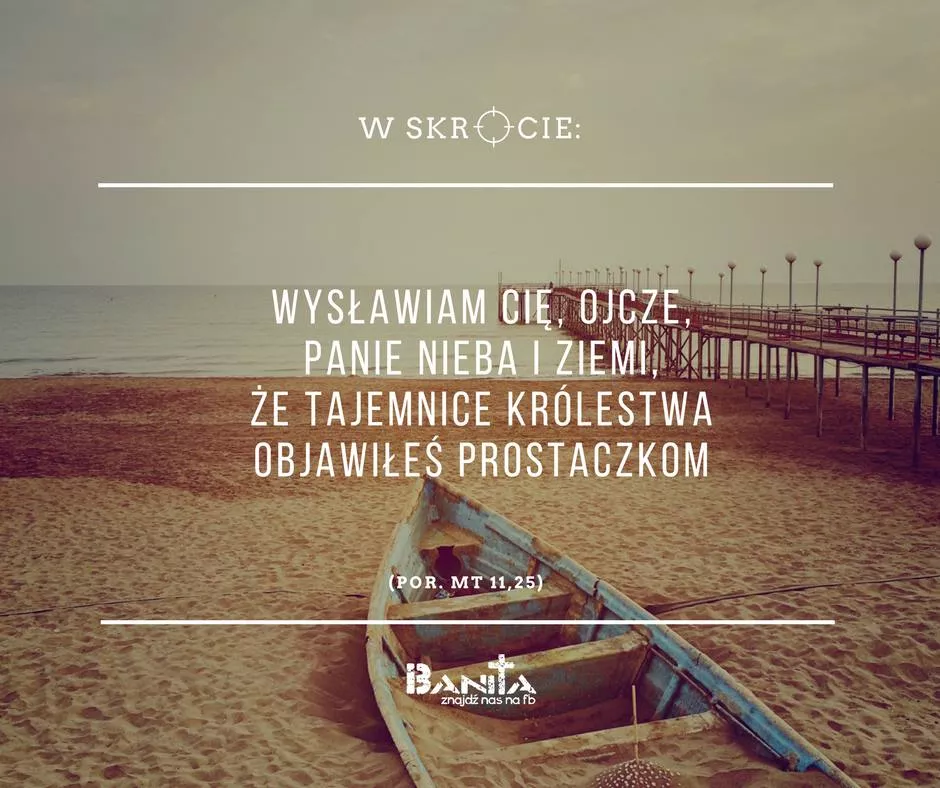 W SKRÓCIE:
WYSŁAWIAM CIĘ, OJCZE,
PANIE NIEBA I ZIEMI,
ŻE TAJEMNICE KRÓLESTWA
OBJAWIŁEŚ PROSTACZKOM
(POR. MT 11,25)
BANITA
znajdź nas na fb